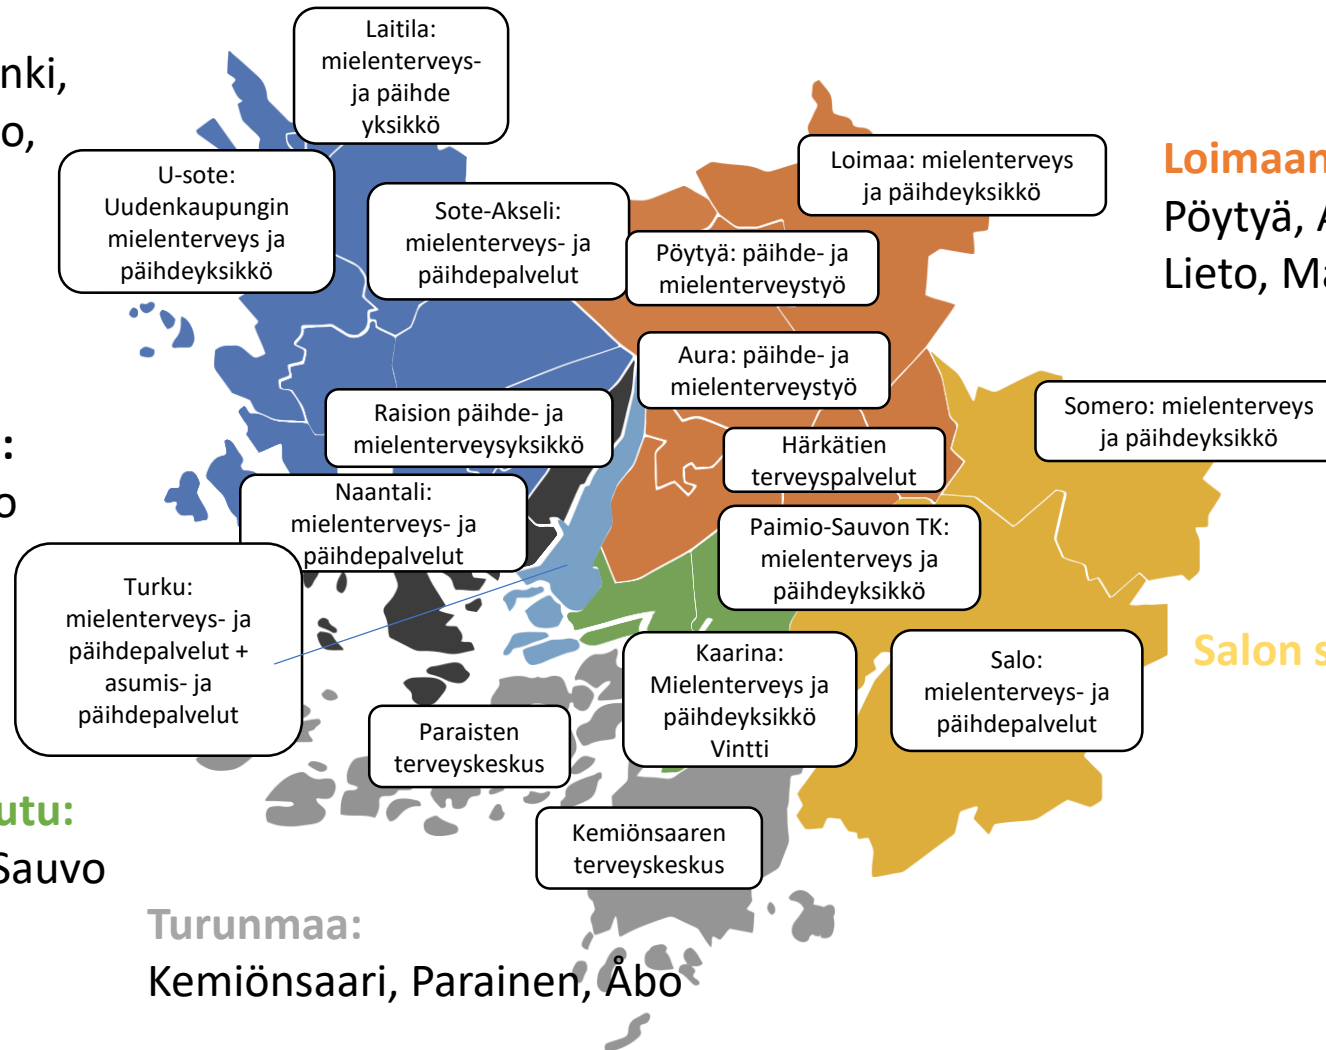 Laitila:
mielenterveys-
ja päihde
yksikkö
nki,
o,
U-sote:
Uudenkaupungin
mielenterveys ja
päihdeyksikkö
Sote-Akseli:
mielenterveys- ja
päihdepalvelut
Pöytyä: päihde- ja
mielenterveystyö
Loimaa: mielenterveys
ja päihdeyksikkö
Loimaan
Pöytyä, A
Lieto, Ma
Aura: päihde- ja
mielenterveystyö
Raision päihde- ja
mielenterveysyksikkö
Härkätien
terveyspalvelut
Somero: mielenterveys
ja päihdeyksikkö
:
o
Naantali:
mielenterveys- ja
päihdepalvelut
Paimio-Sauvon TK:
mielenterveys ja
päihdeyksikkö
Turku:
mielenterveys- ja
päihdepalvelut +
asumis- ja
päihdepalvelut
Kaarina:
Mielenterveys ja
päihdeyksikkö
Vintti
Salo:
mielenterveys- ja
päihdepalvelut
Salon s
Paraisten
terveyskeskus
Kemiönsaaren
terveyskeskus
utu:
Sauvo
Turunmaa:
Kemiönsaari, Parainen, Åbo